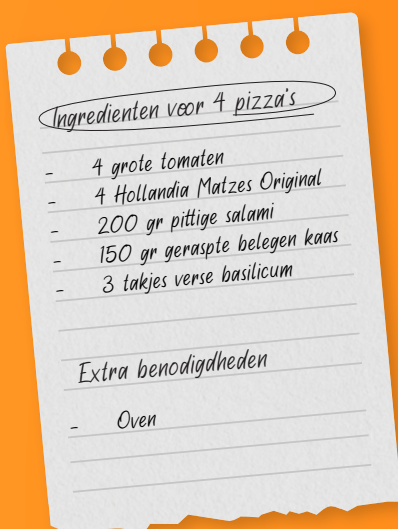 Ingredienten voor 4 pizza's
- 4 grote tomaten
- 4 Hollandia Matzes Original
- 200 gr pittige salami
- 150 gr geraspte belegen kaas
- 3 takjes verse basilicum
Extra benodigdheden
- Oven